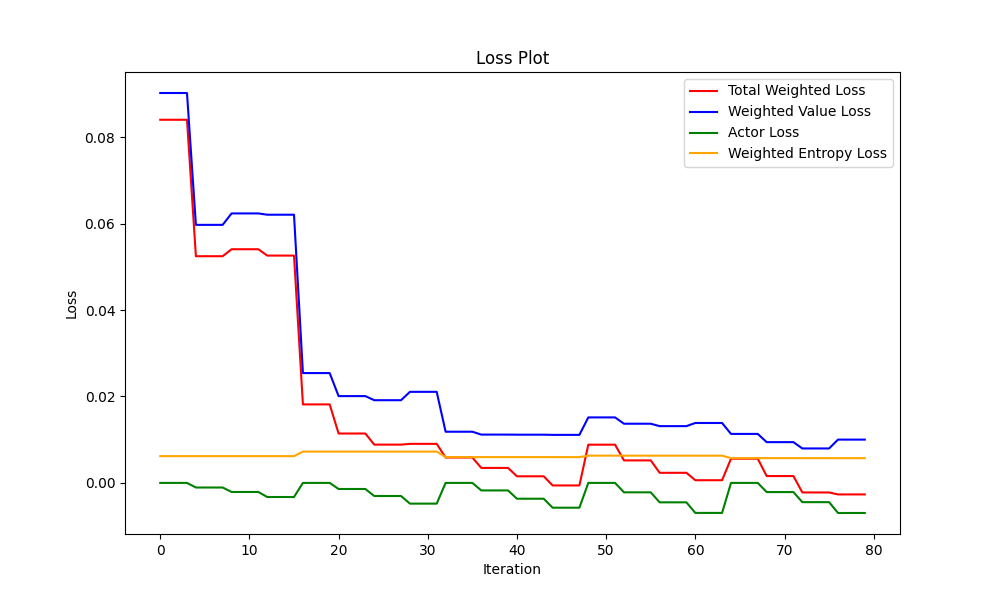 Loss Plot
Total Weighted Loss
Weighted Value Loss
Actor Loss
Weighted Entropy Loss
Loss
0.08
0.06
0.04
0.02
0.00
0 10 20 30 40 50 60 70 80
Iteration